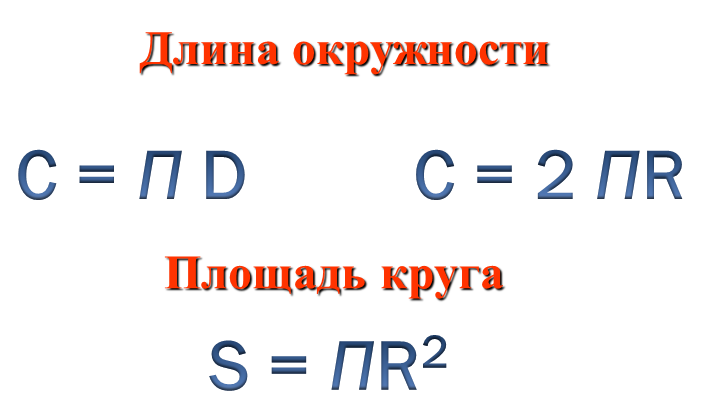 Длина окружности
C = П D C = 2 ПR
Площадь круга
S = ПR²